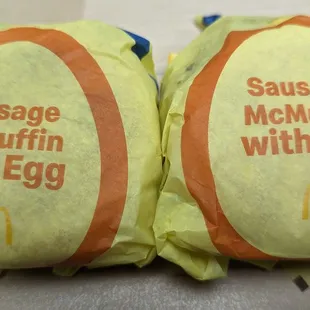 sage
uffin
Egg
Saus
McMu
with